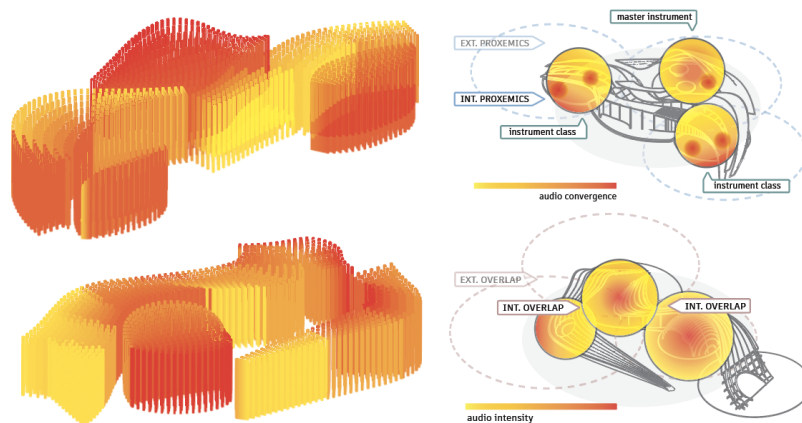 master instrument
EXT. PROXEMICS
INT. PROXEMICS
instrument class
instrument class
audio convergence
EXT. OVERLAP
INT. OVERLAP
INT. OVERLAP
audio intensity